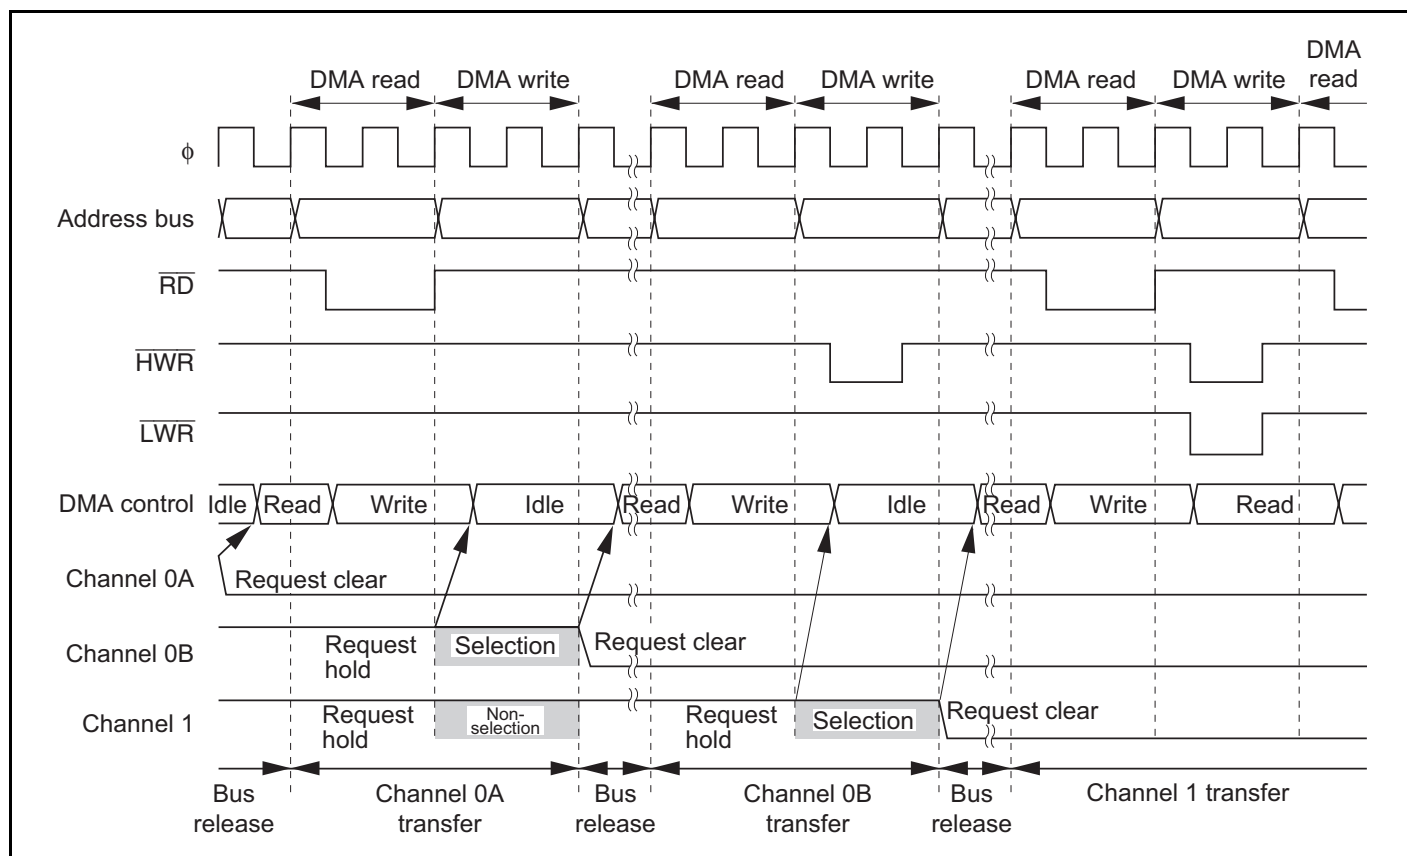 DMA
DMA read DMA write DMA read DMA write DMA read DMA write read
ϕ
Address bus
R̅D̅
H̅W̅R̅
L̅W̅R̅
DMA control Idle Read Write Idle Read Write Idle Read Write Read
Channel 0A Request clear
Channel 0B Request hold Selection Request clear
Channel 1 Request hold Non-selection Request hold Selection Request clear
Bus release Channel 0A transfer Bus release Channel 0B transfer Bus release Channel 1 transfer